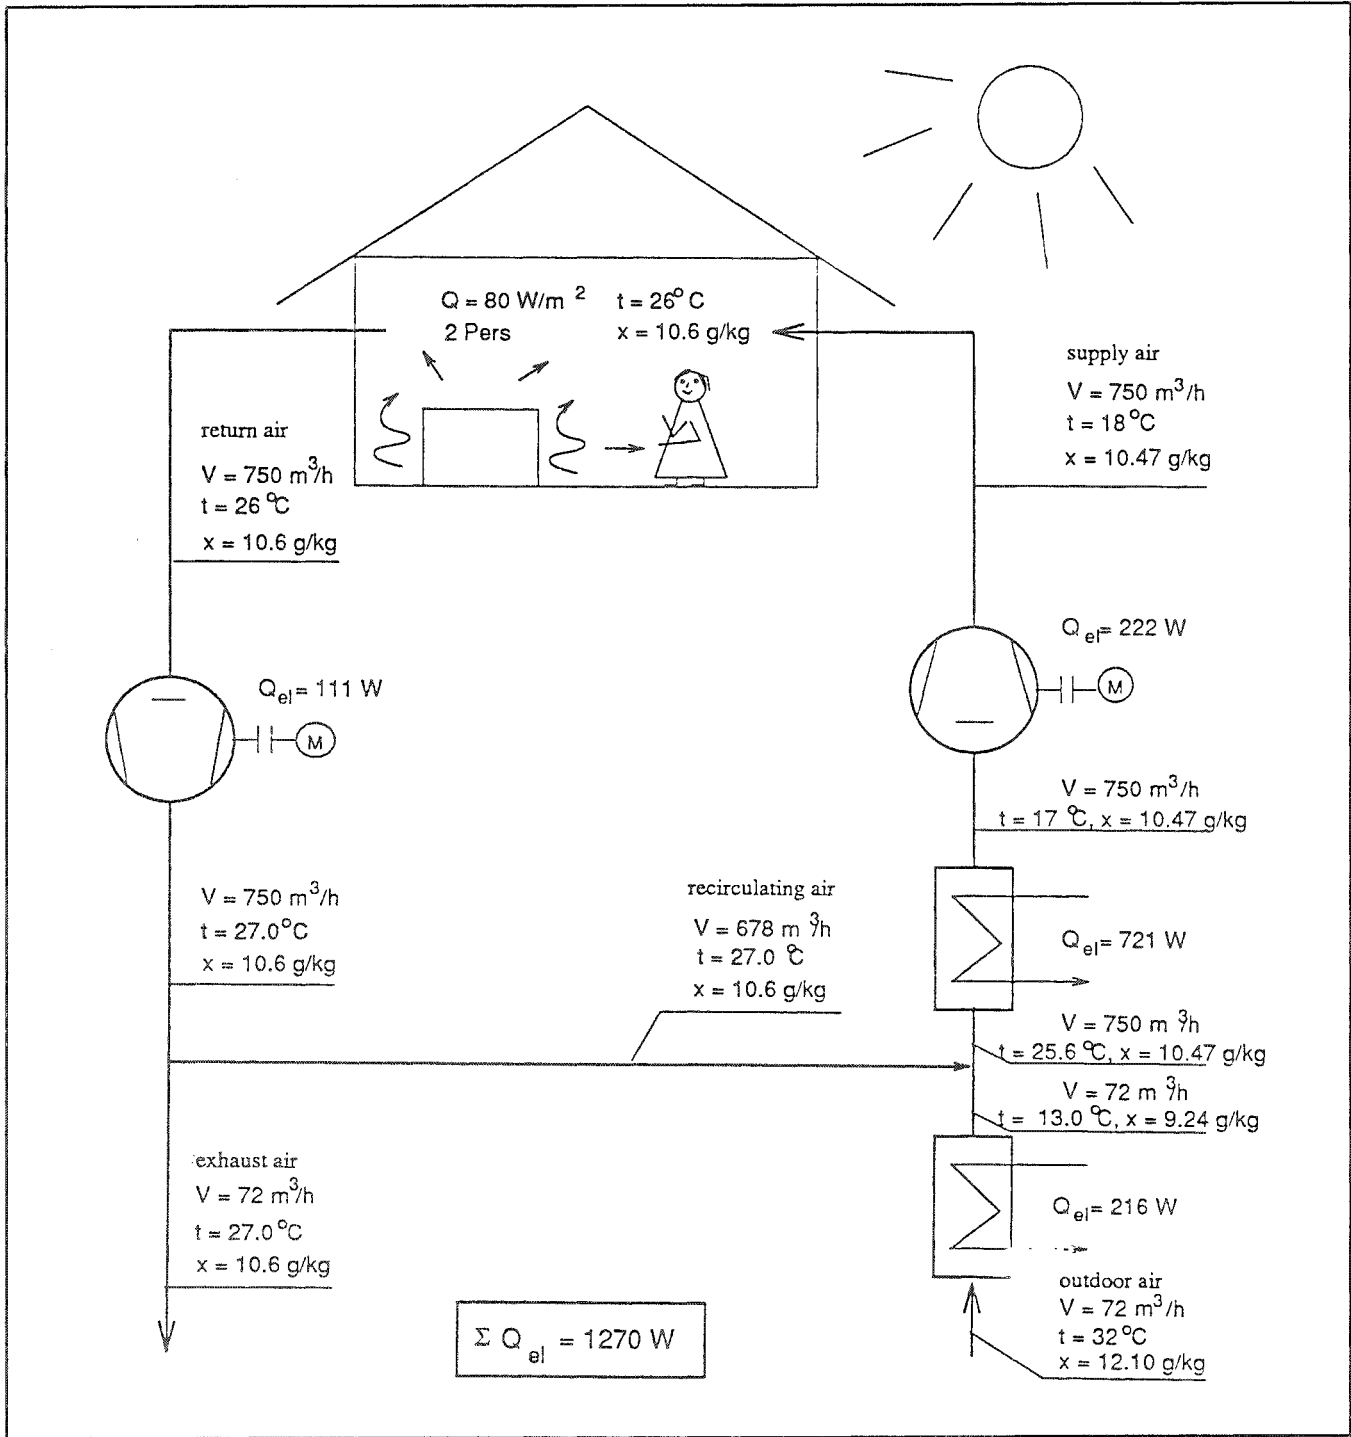 Q = 80 W/m 2 t = 26°C
2 Pers x = 10.6 g/kg
supply air
V = 750 m3/h
t = 18°C
x = 10.47 g/kg
return air
V = 750 m3/h
t = 26°C
x = 10.6 g/kg
Qel = 222 W
M
Qel = 111 W
M
V = 750 m3/h
t = 17°C, x = 10.47 g/kg
V = 750 m3/h
t = 27.0°C
x = 10.6 g/kg
recirculating air
V = 678 m3/h
t = 27.0 °C
x = 10.6 g/kg
Qel = 721 W
V = 750 m3/h
t = 25.6 °C, x = 10.47 g/kg
V = 72 m3/h
t = 13.0 °C, x = 9.24 g/kg
exhaust air
V = 72 m3/h
t = 27.0°C
x = 10.6 g/kg
Qel = 216 W
outdoor air
V = 72 m3/h
t = 32°C
x = 12.10 g/kg
Σ Qel = 1270 W